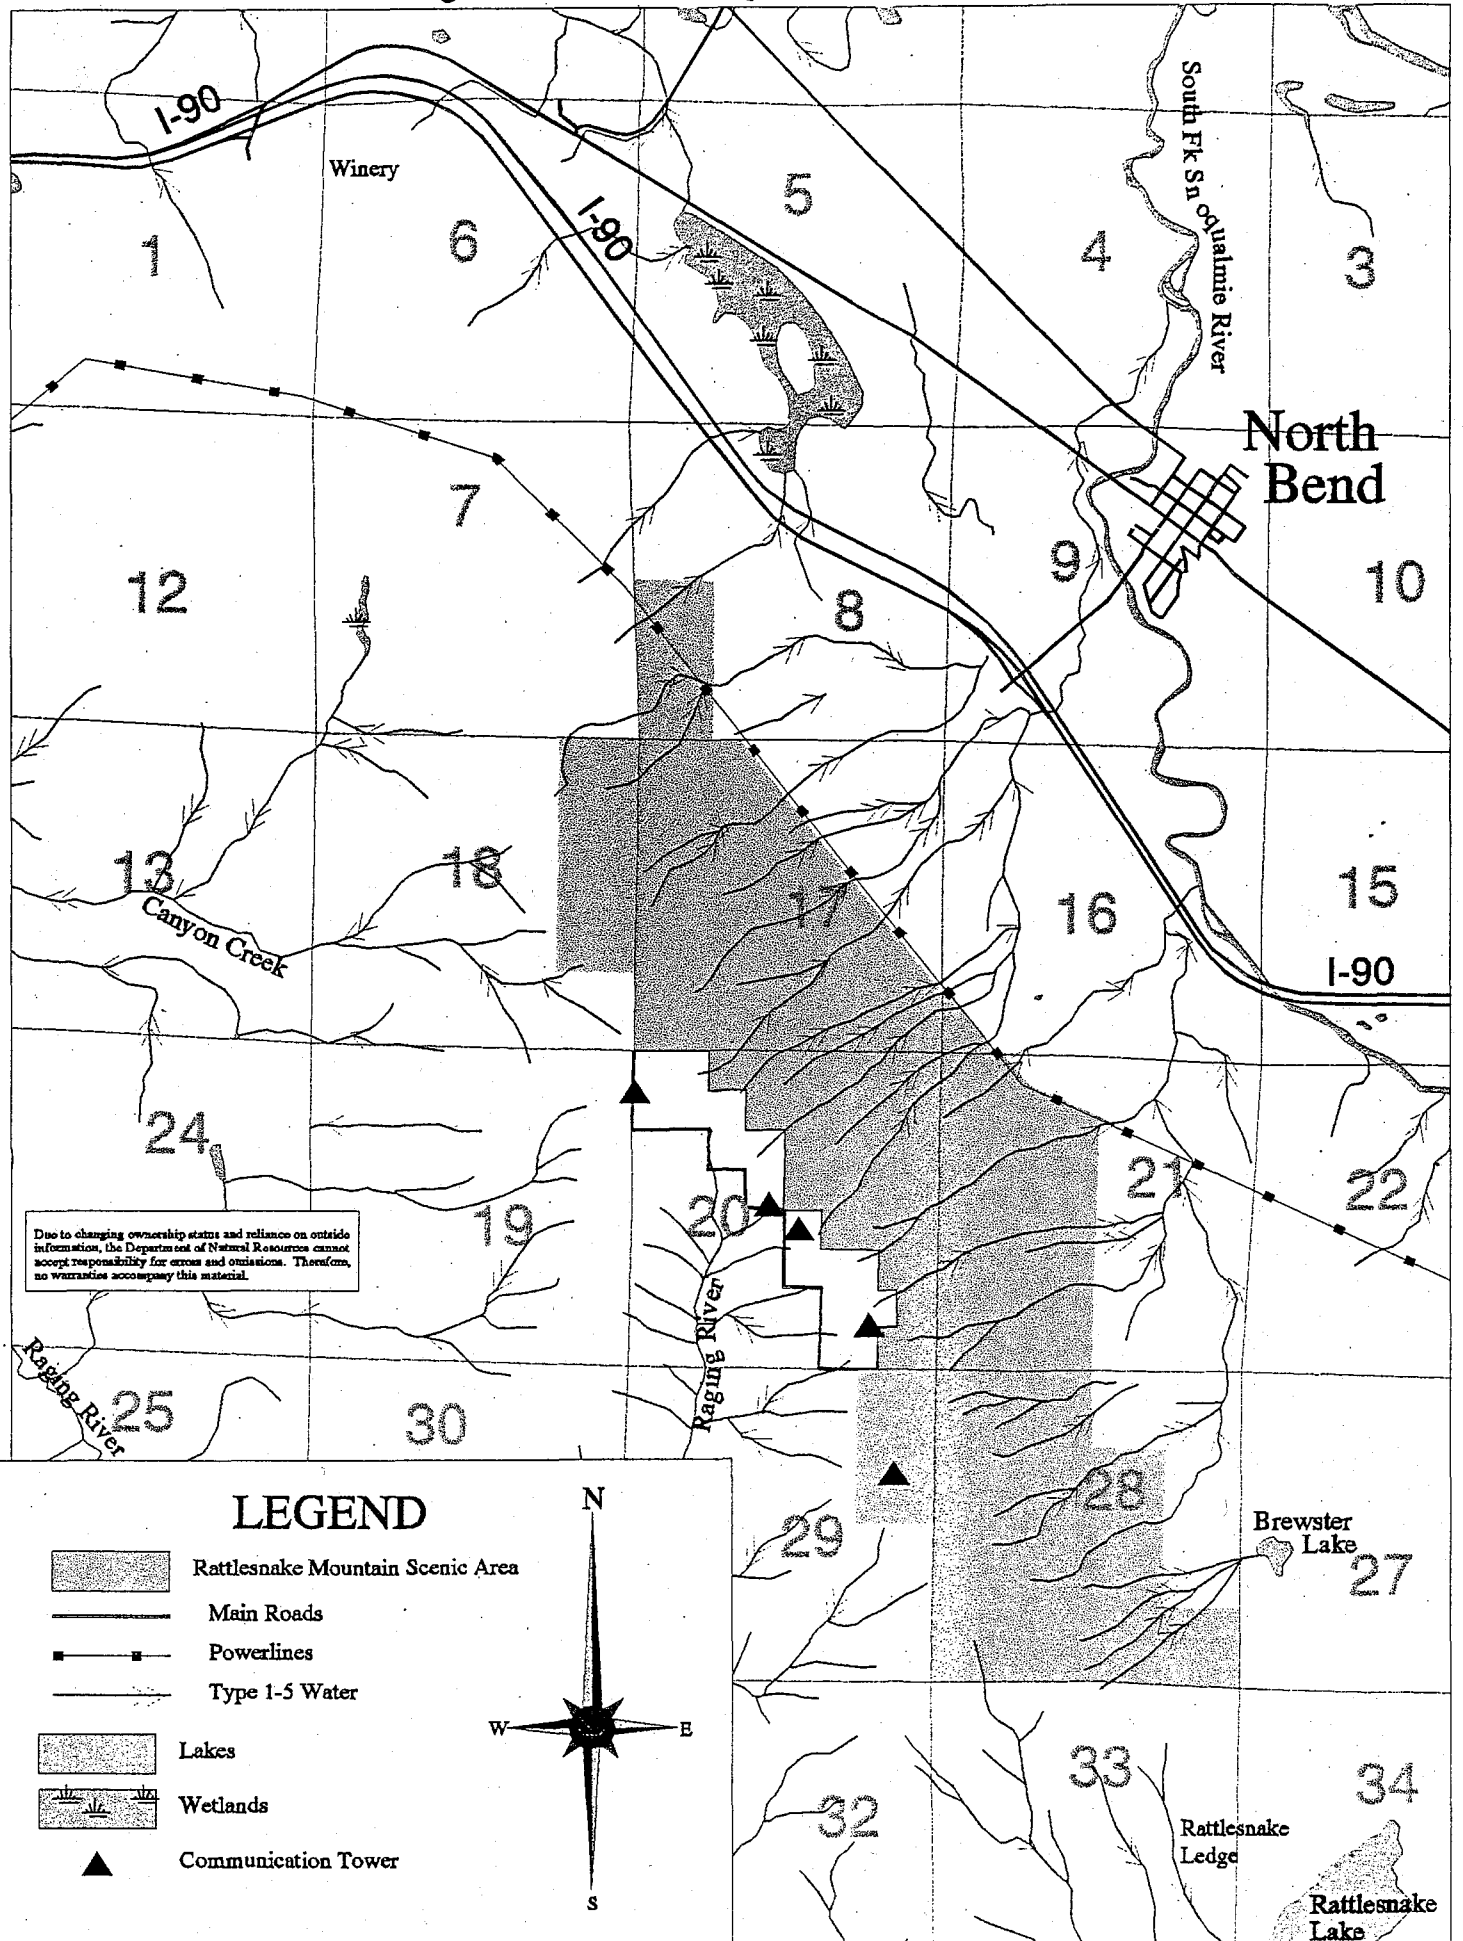 I-90
Winery
I-90
South Fk Snoqualmie River
1
6
5
4
3
North
Bend
7
12
8
9
10
13
18
17
16
15
Canyon Creek
I-90
24
19
20
21
22
Due to changing ownership status and reliance on outside
information, the Department of Natural Resources cannot
accept responsibility for errors and omissions. Therefore,
no warranties accompany this material.
Raging River
Raging River
25
30
29
28
Brewster
Lake
27
LEGEND
Rattlesnake Mountain Scenic Area
Main Roads
Powerlines
Type 1-5 Water
Lakes
Wetlands
Communication Tower
N
W
E
S
32
33
34
Rattlesnake
Ledge
Rattlesnake
Lake